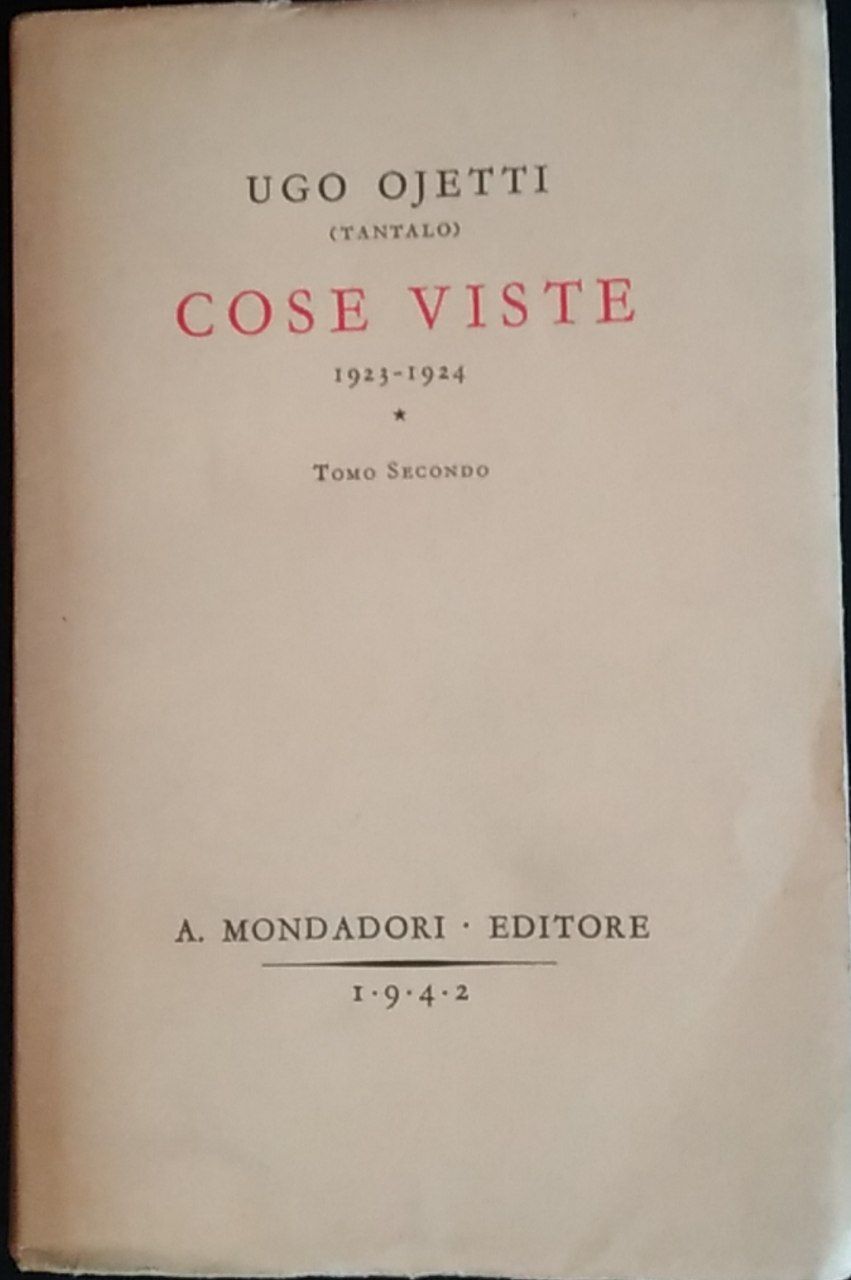 UGO OJETTI
(TANTALO)
COSE VISTE
1923-1924
★
Tomo Secondo
A. MONDADORI · EDITORE
1·9·4·2